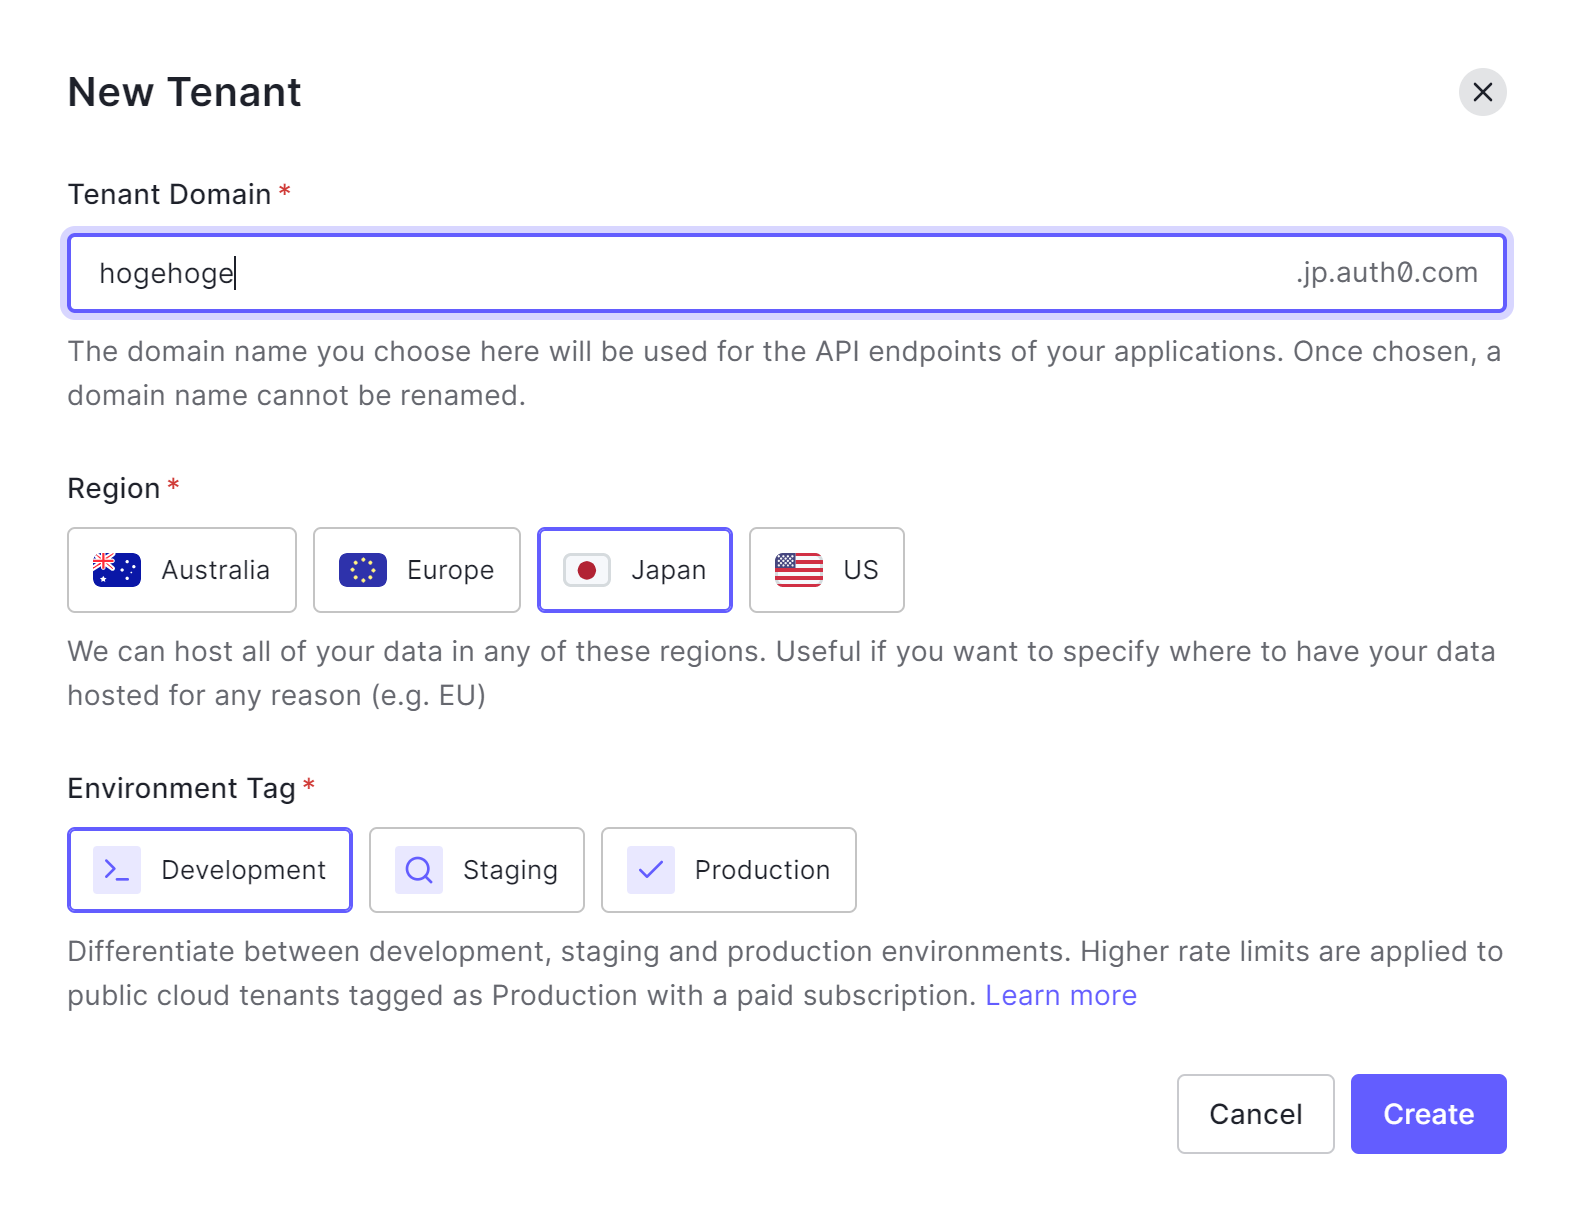 New Tenant
Tenant Domain *
hogehoge .jp.auth0.com
The domain name you choose here will be used for the API endpoints of your applications. Once chosen, a
domain name cannot be renamed.
Region *
Australia Europe Japan US
We can host all of your data in any of these regions. Useful if you want to specify where to have your data
hosted for any reason (e.g. EU)
Environment Tag *
Development Staging Production
Differentiate between development, staging and production environments. Higher rate limits are applied to
public cloud tenants tagged as Production with a paid subscription. Learn more
Cancel Create